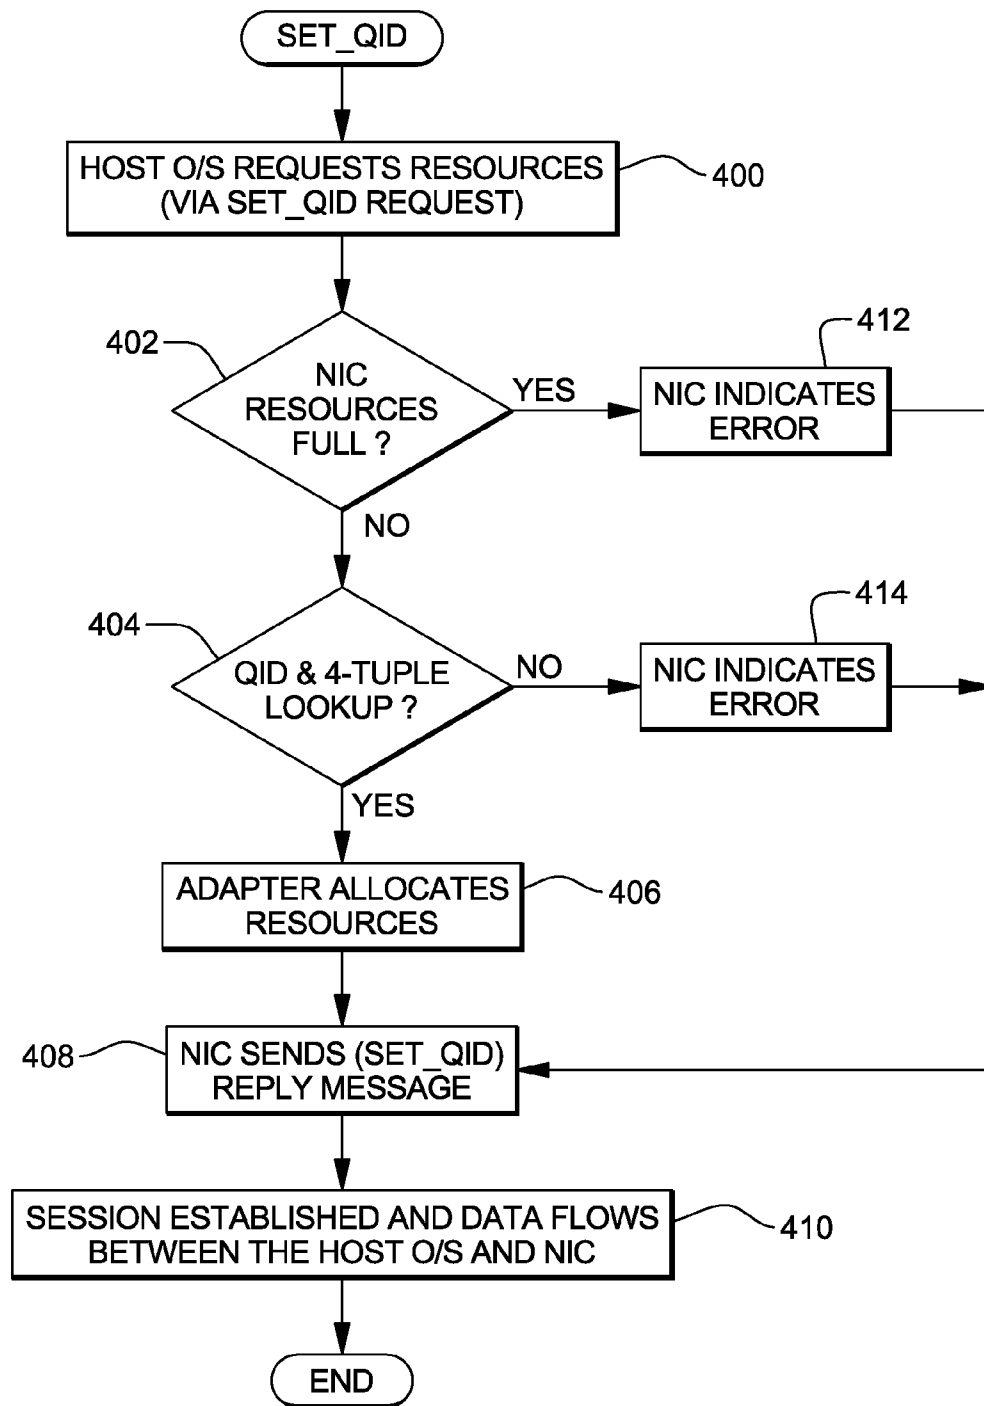 SET_QID
HOST O/S REQUESTS RESOURCES
(VIA SET_QID REQUEST)
400
402
NIC
RESOURCES
FULL ?
YES
412
NIC INDICATES
ERROR
NO
404
QID & 4-TUPLE
LOOKUP ?
NO
414
NIC INDICATES
ERROR
YES
ADAPTER ALLOCATES
RESOURCES
406
408
NIC SENDS (SET_QID)
REPLY MESSAGE
SESSION ESTABLISHED AND DATA FLOWS
BETWEEN THE HOST O/S AND NIC
410
END